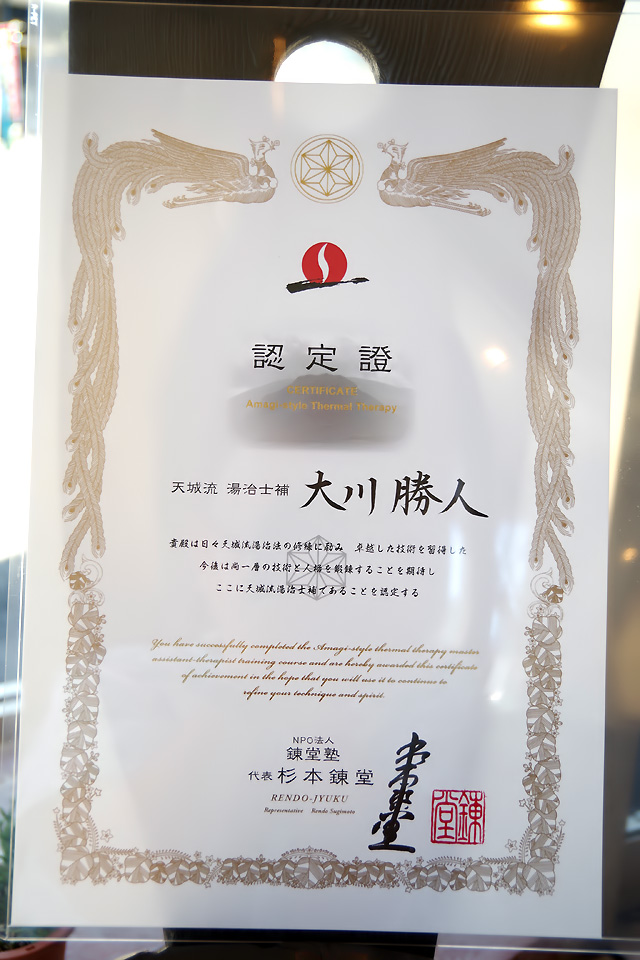 認定證
CERTIFICATE
Amagi-style Thermal Therapy
天城流 湯治士補 大川勝人
貴殿は日々天城流湯治法の修練に励み 卓越した技術を習得した
今後は尚一層の技術と人格を鍛錬することを期待し
ここに天城流湯治士補であることを認定する
You have successfully completed the Amagi-style thermal therapy master
assistant-therapist training course and are hereby awarded this certificate
of achievement in the hope that you will use it to continue to
refine your technique and spirit.
NPO法人
錬堂塾
代表 杉本錬堂
RENDO-JYUKU
Representative Rendo Sugimoto
錬堂